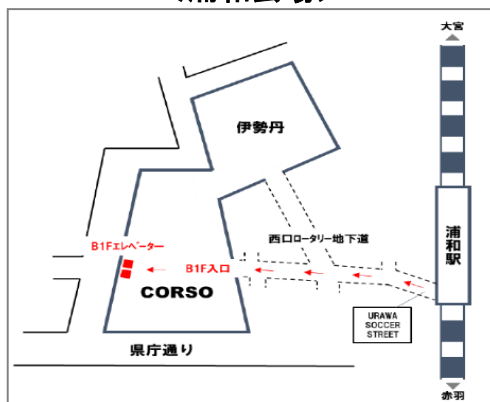 大宮
伊勢丹
浦和駅
西口ロータリー地下道
B1Fエレベーター
B1F入口
CORSO
URAWA
SOCCER
STREET
県庁通り
赤羽